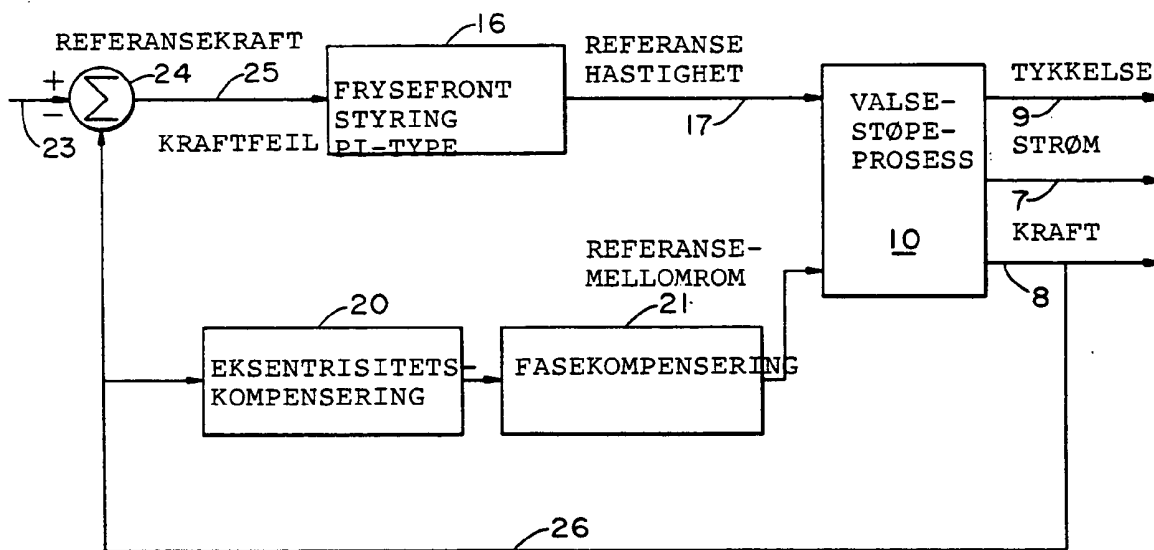 16
REFERANSEKRAFT
24
25
+
−
Σ
23
KRAFTFEIL
FRYSEFRONT
STYRING
PI-TYPE
REFERANSE
HASTIGHET
17
VALSE-
STØPE-
PROSESS
10
TYKKELSE
9
STRØM
7
KRAFT
8
REFERANSE-
MELLOMROM
20
EKSENTRISITETS-
KOMPENSERING
21
FASEKOMPENSERING
26